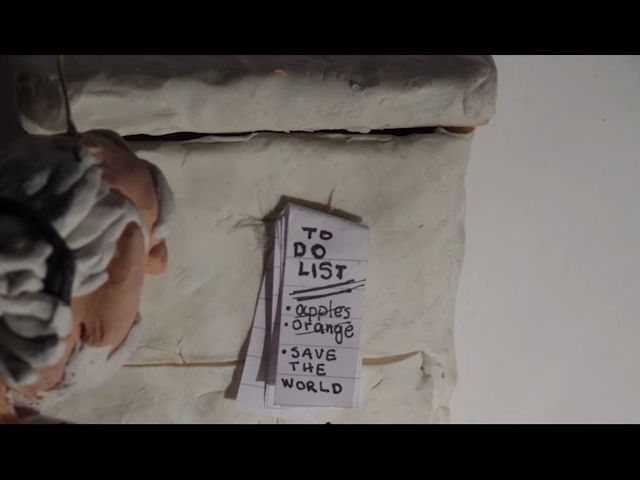 TO
DO
LIST
• apples
• orange
• SAVE
THE
WORLD